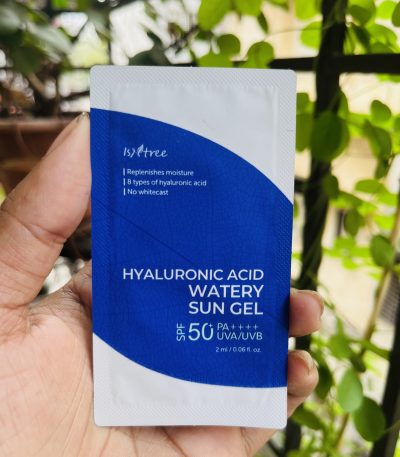 Isntree
| Replenishes moisture
| 8 types of hyaluronic acid
| No whitecast
HYALURONIC ACID
WATERY
SUN GEL
SPF 50+ PA++++
UVA/UVB
2 ml / 0.06 fl. oz.